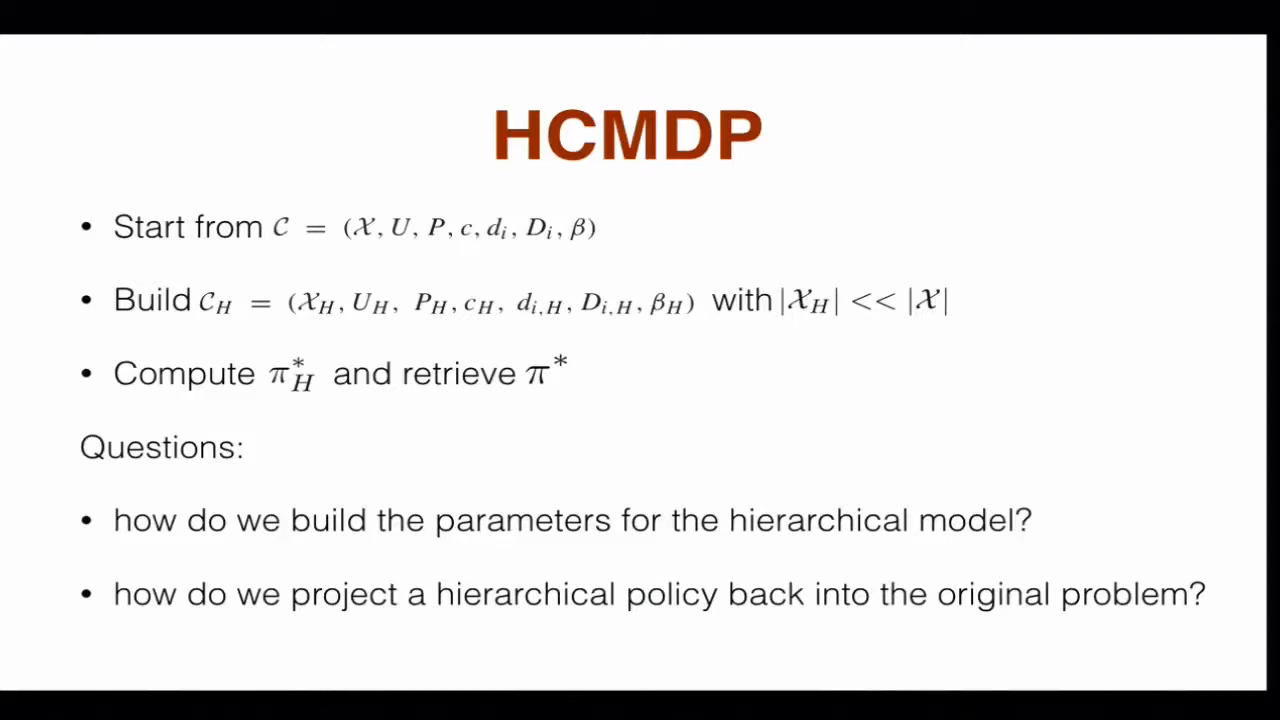 HCMDP
• Start from 𝒞 = (𝒳, U, P, c, dᵢ, Dᵢ, β)
• Build 𝒞_H = (𝒳_H, U_H, P_H, c_H, d_{i,H}, D_{i,H}, β_H) with |𝒳_H| << |𝒳|
• Compute π*_H and retrieve π*
Questions:
• how do we build the parameters for the hierarchical model?
• how do we project a hierarchical policy back into the original problem?